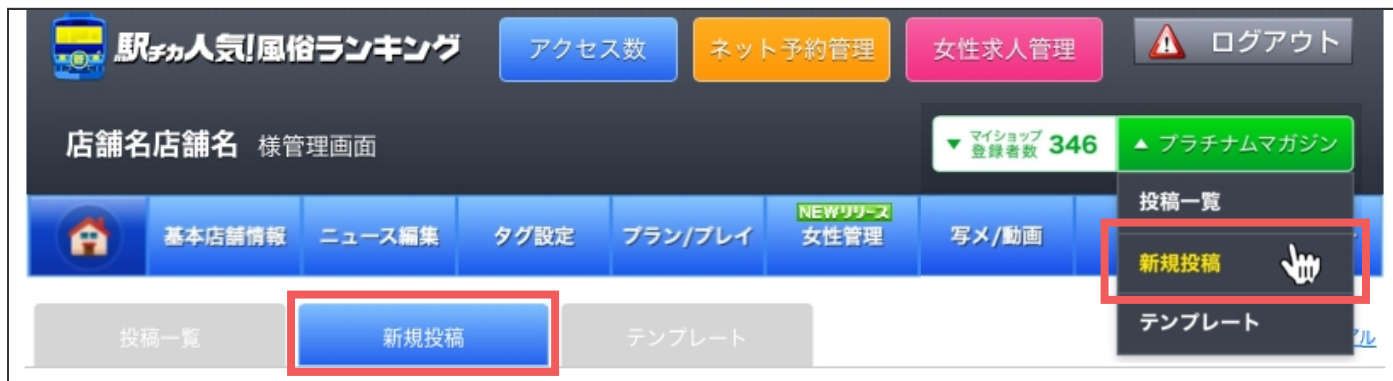 駅チカ人気!風俗ランキング
アクセス数
ネット予約管理
女性求人管理
ログアウト
店舗名店舗名 様管理画面
▼ マイショップ
登録者数 346
▲ プラチナムマガジン
投稿一覧
新規投稿
テンプレート
基本店舗情報
ニュース編集
タグ設定
プラン/プレイ
NEWリリース
女性管理
写メ/動画
投稿一覧
新規投稿
テンプレート